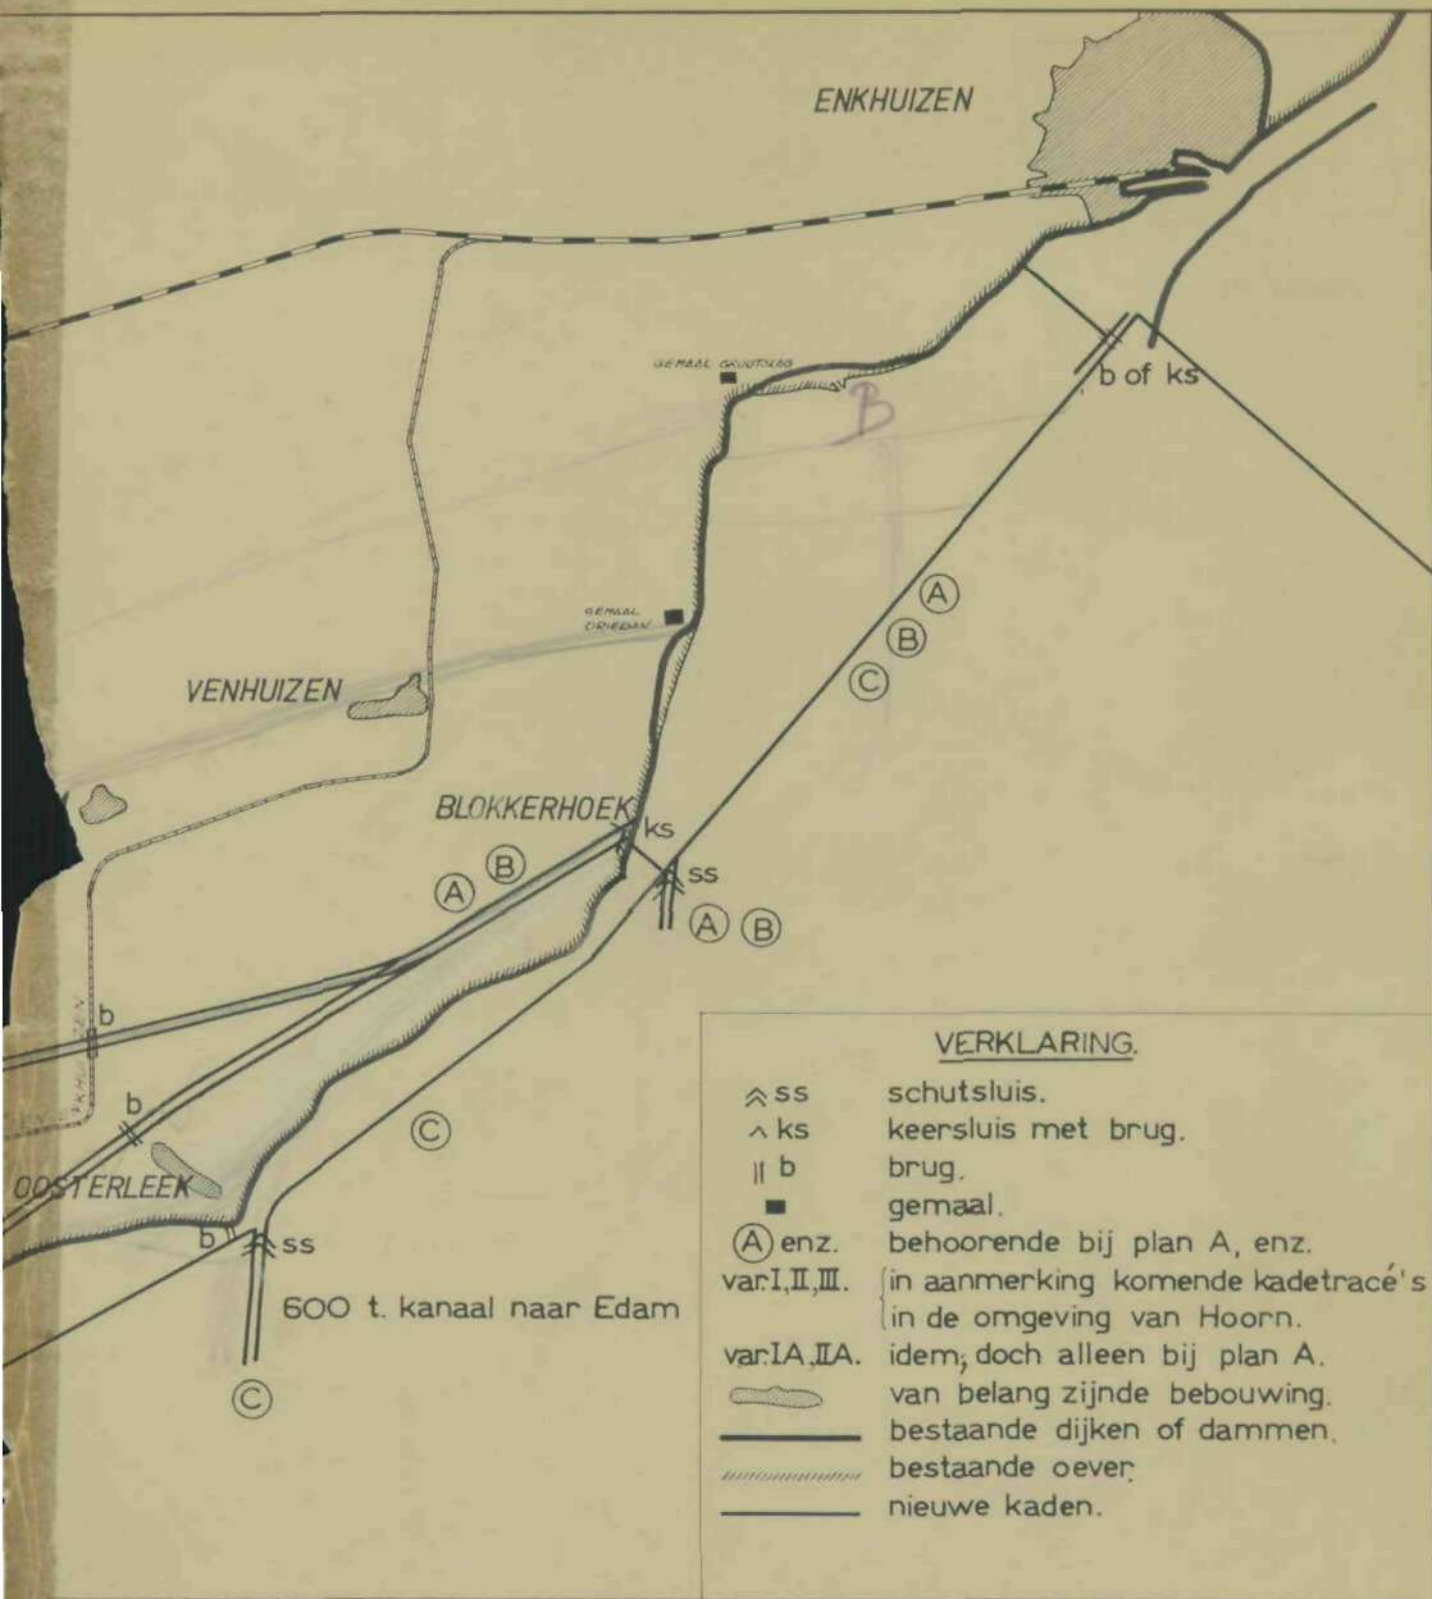 ENKHUIZEN
GEMAAL GROOTSLAG
b of ks
B
A
B
C
GEMAAL
DRIEBAN
VENHUIZEN
BLOKKERHOEK
ks
A B
ss
A B
b
b
C
OOSTERLEEK
b
ss
600 t. kanaal naar Edam
C
VERKLARING.
ss schutsluis.
ks keersluis met brug.
b brug.
gemaal.
A enz. behoorende bij plan A, enz.
var.I,II,III. in aanmerking komende kadetracé's
in de omgeving van Hoorn.
var.IA,IIA. idem, doch alleen bij plan A.
van belang zijnde bebouwing.
bestaande dijken of dammen.
bestaande oever.
nieuwe kaden.